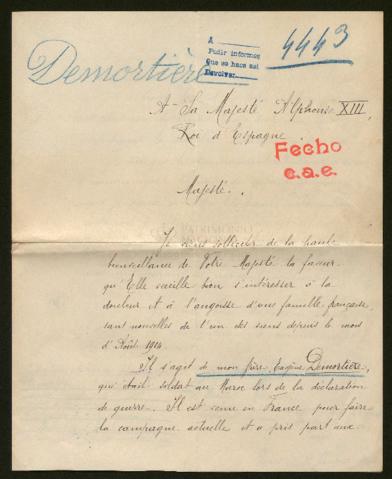 Demortière
A
Pedir informes
Que se hace así
Devolver
4443
A Sa Majesté Alphonse XIII,
Roi d'Espagne.
Fecho
c.a.e.
Majesté,
PATRIMONIO
Je viens solliciter de la haute
bienveillance de Votre Majesté la faveur
qu'Elle veuille bien s'intéresser à la
douleur et à l'angoisse d'une famille française,
sans nouvelles de l'un des siens depuis le mois
d'Août 1914.
Il s'agit de mon frère, Eugène Demortière,
qui était soldat au Maroc lors de la déclaration
de guerre. Il est venu en France pour faire
la campagne actuelle et a pris part aux